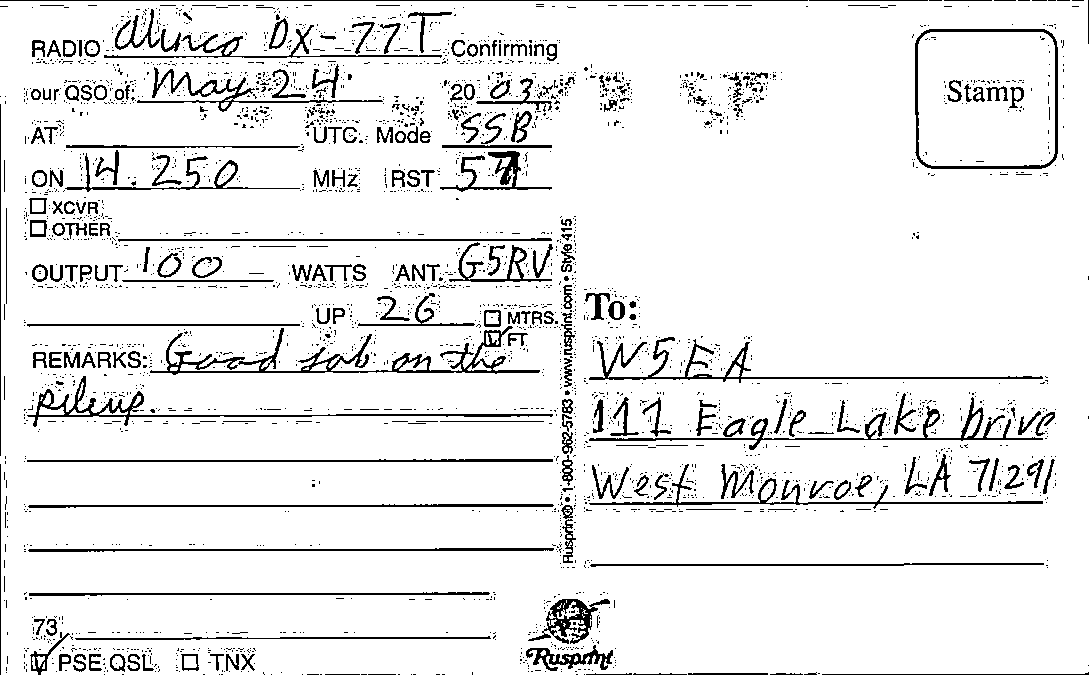 RADIO Alinco DX-77T Confirming
our QSO of May 24 20 03
AT UTC. Mode SSB
ON 14.250 MHz RST 57
XCVR
OTHER
OUTPUT 100 WATTS ANT. G5RV
UP 26 MTRS.
FT
REMARKS: Good job on the
pileup.
73,
PSE QSL TNX
Rusprint® • 1-800-962-5783 • www.rusprint.com • Style 415
Stamp
To:
W5EA
111 Eagle Lake Drive
West Monroe, LA 71291
Rusprint